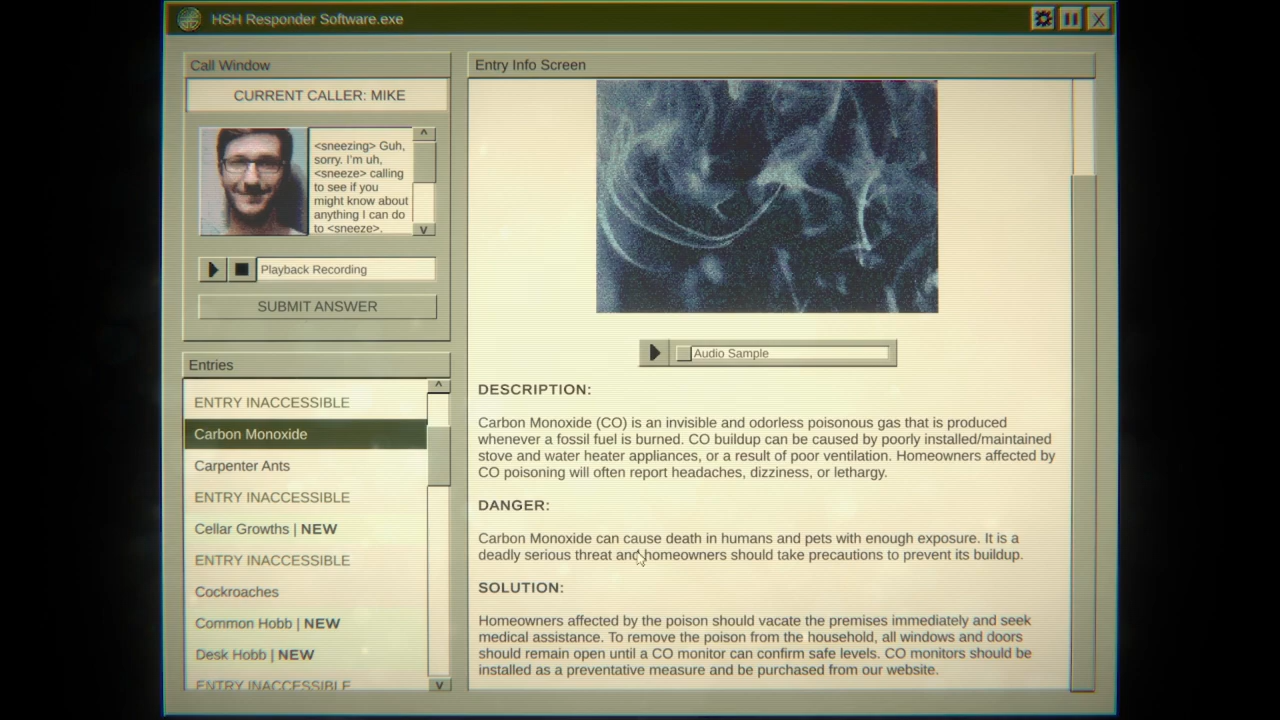 HSH Responder Software.exe
X
Call Window
CURRENT CALLER: MIKE
<sneezing> Guh,
sorry. I'm uh,
<sneeze> calling
to see if you
might know about
anything I can do
to <sneeze>.
Playback Recording
SUBMIT ANSWER
Entries
ENTRY INACCESSIBLE
Carbon Monoxide
Carpenter Ants
ENTRY INACCESSIBLE
Cellar Growths | NEW
ENTRY INACCESSIBLE
Cockroaches
Common Hobb | NEW
Desk Hobb | NEW
ENTRY INACCESSIBLE
Entry Info Screen
Audio Sample
DESCRIPTION:
Carbon Monoxide (CO) is an invisible and odorless poisonous gas that is produced
whenever a fossil fuel is burned. CO buildup can be caused by poorly installed/maintained
stove and water heater appliances, or a result of poor ventilation. Homeowners affected by
CO poisoning will often report headaches, dizziness, or lethargy.
DANGER:
Carbon Monoxide can cause death in humans and pets with enough exposure. It is a
deadly serious threat and homeowners should take precautions to prevent its buildup.
SOLUTION:
Homeowners affected by the poison should vacate the premises immediately and seek
medical assistance. To remove the poison from the household, all windows and doors
should remain open until a CO monitor can confirm safe levels. CO monitors should be
installed as a preventative measure and be purchased from our website.